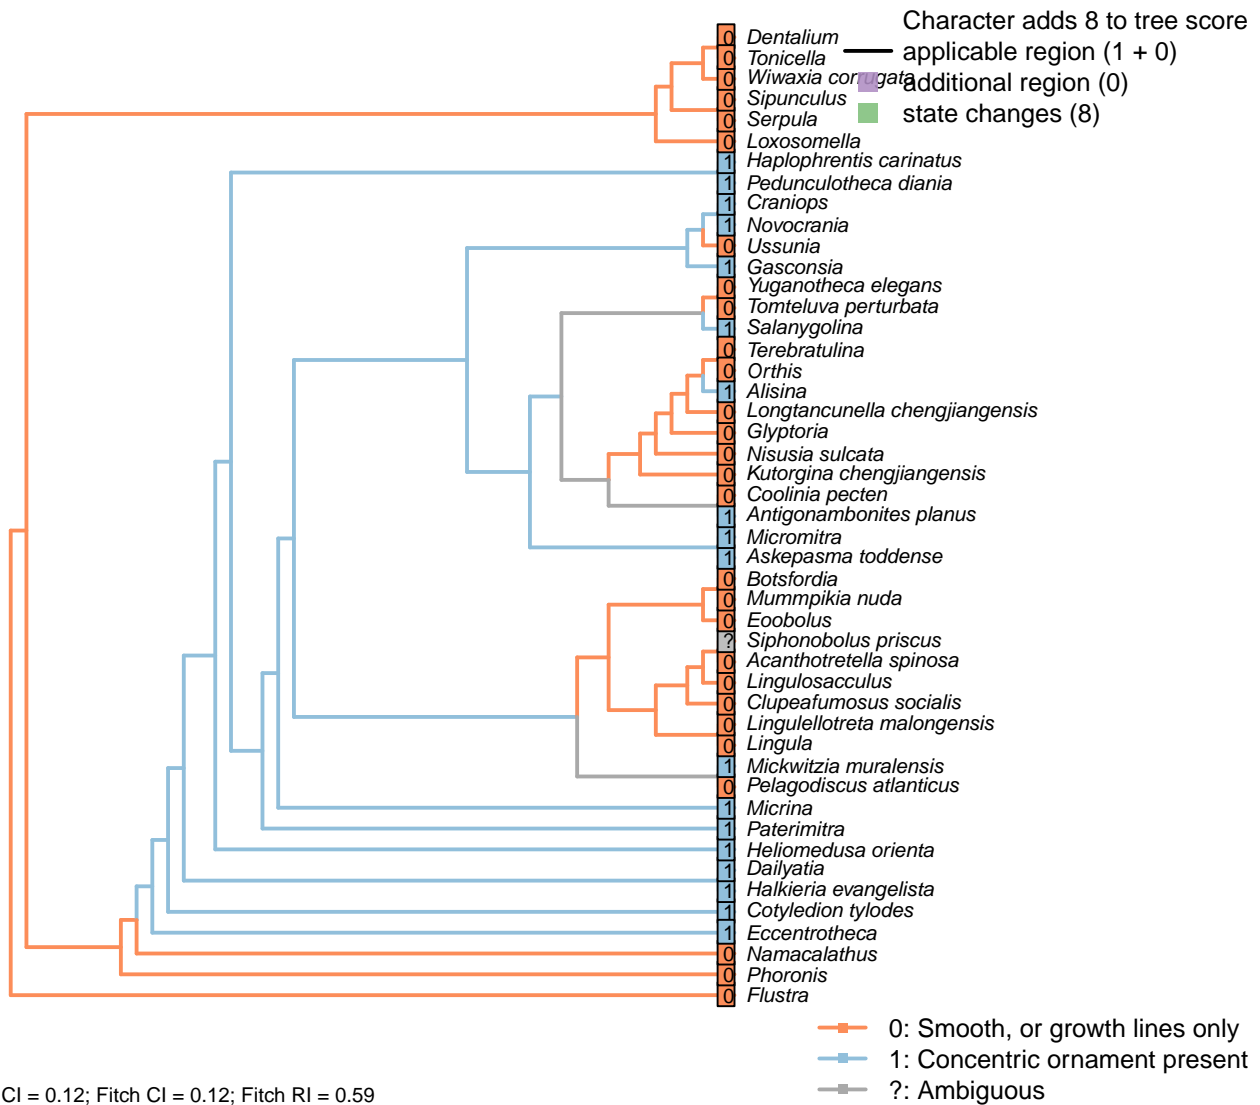 Character adds 8 to tree score
applicable region (1 + 0)
additional region (0)
state changes (8)
0 Dentalium
0 Tonicella
0 Wiwaxia corrugata
0 Sipunculus
0 Serpula
0 Loxosomella
1 Haplophrentis carinatus
1 Pedunculotheca diania
1 Craniops
1 Novocrania
0 Ussunia
1 Gasconsia
0 Yuganotheca elegans
0 Tomteluva perturbata
1 Salanygolina
0 Terebratulina
0 Orthis
1 Alisina
0 Longtancunella chengjiangensis
0 Glyptoria
0 Nisusia sulcata
0 Kutorgina chengjiangensis
0 Coolinia pecten
1 Antigonambonites planus
1 Micromitra
1 Askepasma toddense
0 Botsfordia
0 Mummpikia nuda
0 Eoobolus
? Siphonobolus priscus
0 Acanthotretella spinosa
0 Lingulosacculus
0 Clupeafumosus socialis
0 Lingulellotreta malongensis
0 Lingula
1 Mickwitzia muralensis
0 Pelagodiscus atlanticus
1 Micrina
1 Paterimitra
1 Heliomedusa orienta
1 Dailyatia
1 Halkieria evangelista
1 Cotyledion tylodes
1 Eccentrotheca
0 Namacalathus
0 Phoronis
0 Flustra
0: Smooth, or growth lines only
1: Concentric ornament present
?: Ambiguous
CI = 0.12; Fitch CI = 0.12; Fitch RI = 0.59